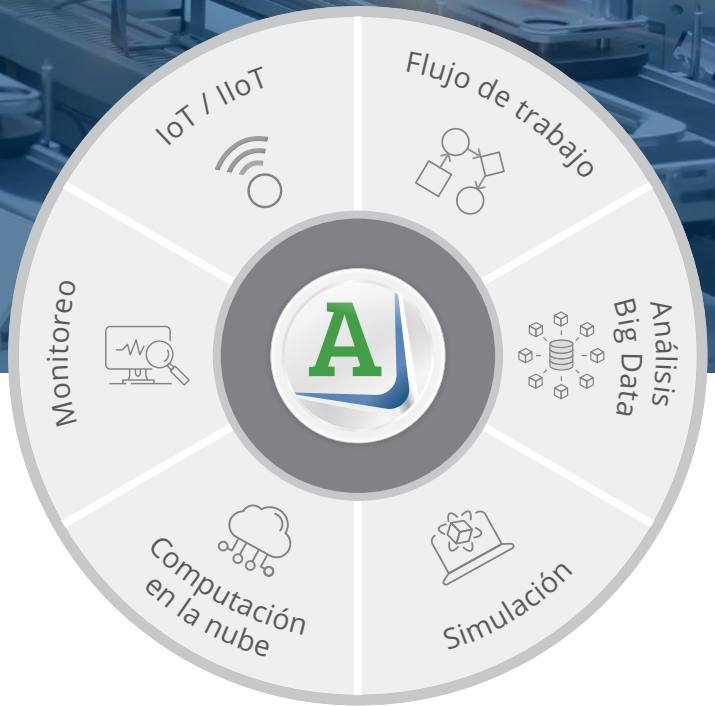 IoT / IIoT
Flujo de trabajo
Análisis
Big Data
Simulación
Computación
en la nube
Monitoreo
A